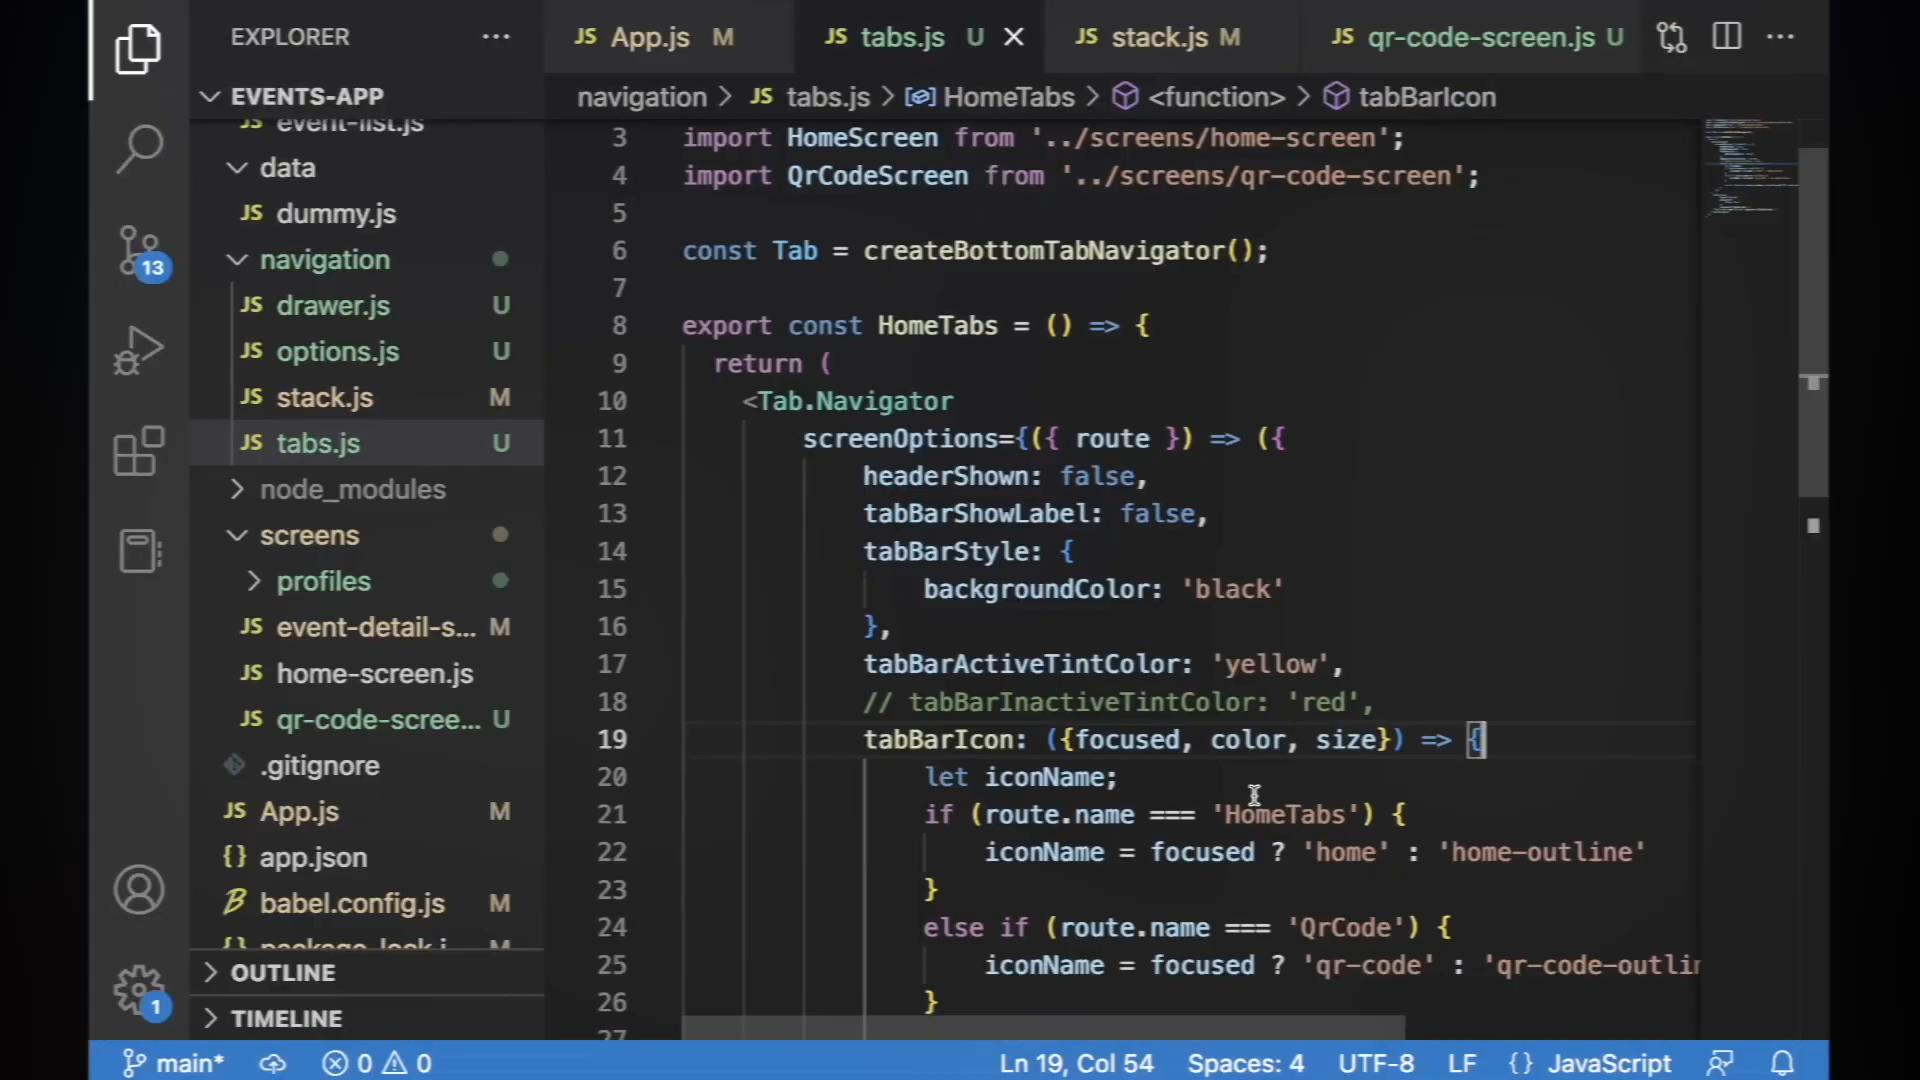 EXPLORER ···
JS App.js M
JS tabs.js U
JS stack.js M
JS qr-code-screen.js U
EVENTS-APP
navigation > JS tabs.js > HomeTabs > <function> > tabBarIcon
JS event-list.js
data
JS dummy.js
navigation
JS drawer.js U
JS options.js U
JS stack.js M
JS tabs.js U
node_modules
screens
profiles
JS event-detail-s... M
JS home-screen.js
JS qr-code-scree... U
.gitignore
JS App.js M
{} app.json
babel.config.js M
OUTLINE
TIMELINE
13
1
3 import HomeScreen from '../screens/home-screen';
4 import QrCodeScreen from '../screens/qr-code-screen';
5
6 const Tab = createBottomTabNavigator();
7
8 export const HomeTabs = () => {
9 return (
10 <Tab.Navigator
11 screenOptions={({ route }) => ({
12 headerShown: false,
13 tabBarShowLabel: false,
14 tabBarStyle: {
15 backgroundColor: 'black'
16 },
17 tabBarActiveTintColor: 'yellow',
18 // tabBarInactiveTintColor: 'red',
19 tabBarIcon: ({focused, color, size}) => {
20 let iconName;
21 if (route.name === 'HomeTabs') {
22 iconName = focused ? 'home' : 'home-outline'
23 }
24 else if (route.name === 'QrCode') {
25 iconName = focused ? 'qr-code' : 'qr-code-outlin
26 }
27
main* 0 0 Ln 19, Col 54 Spaces: 4 UTF-8 LF {} JavaScript